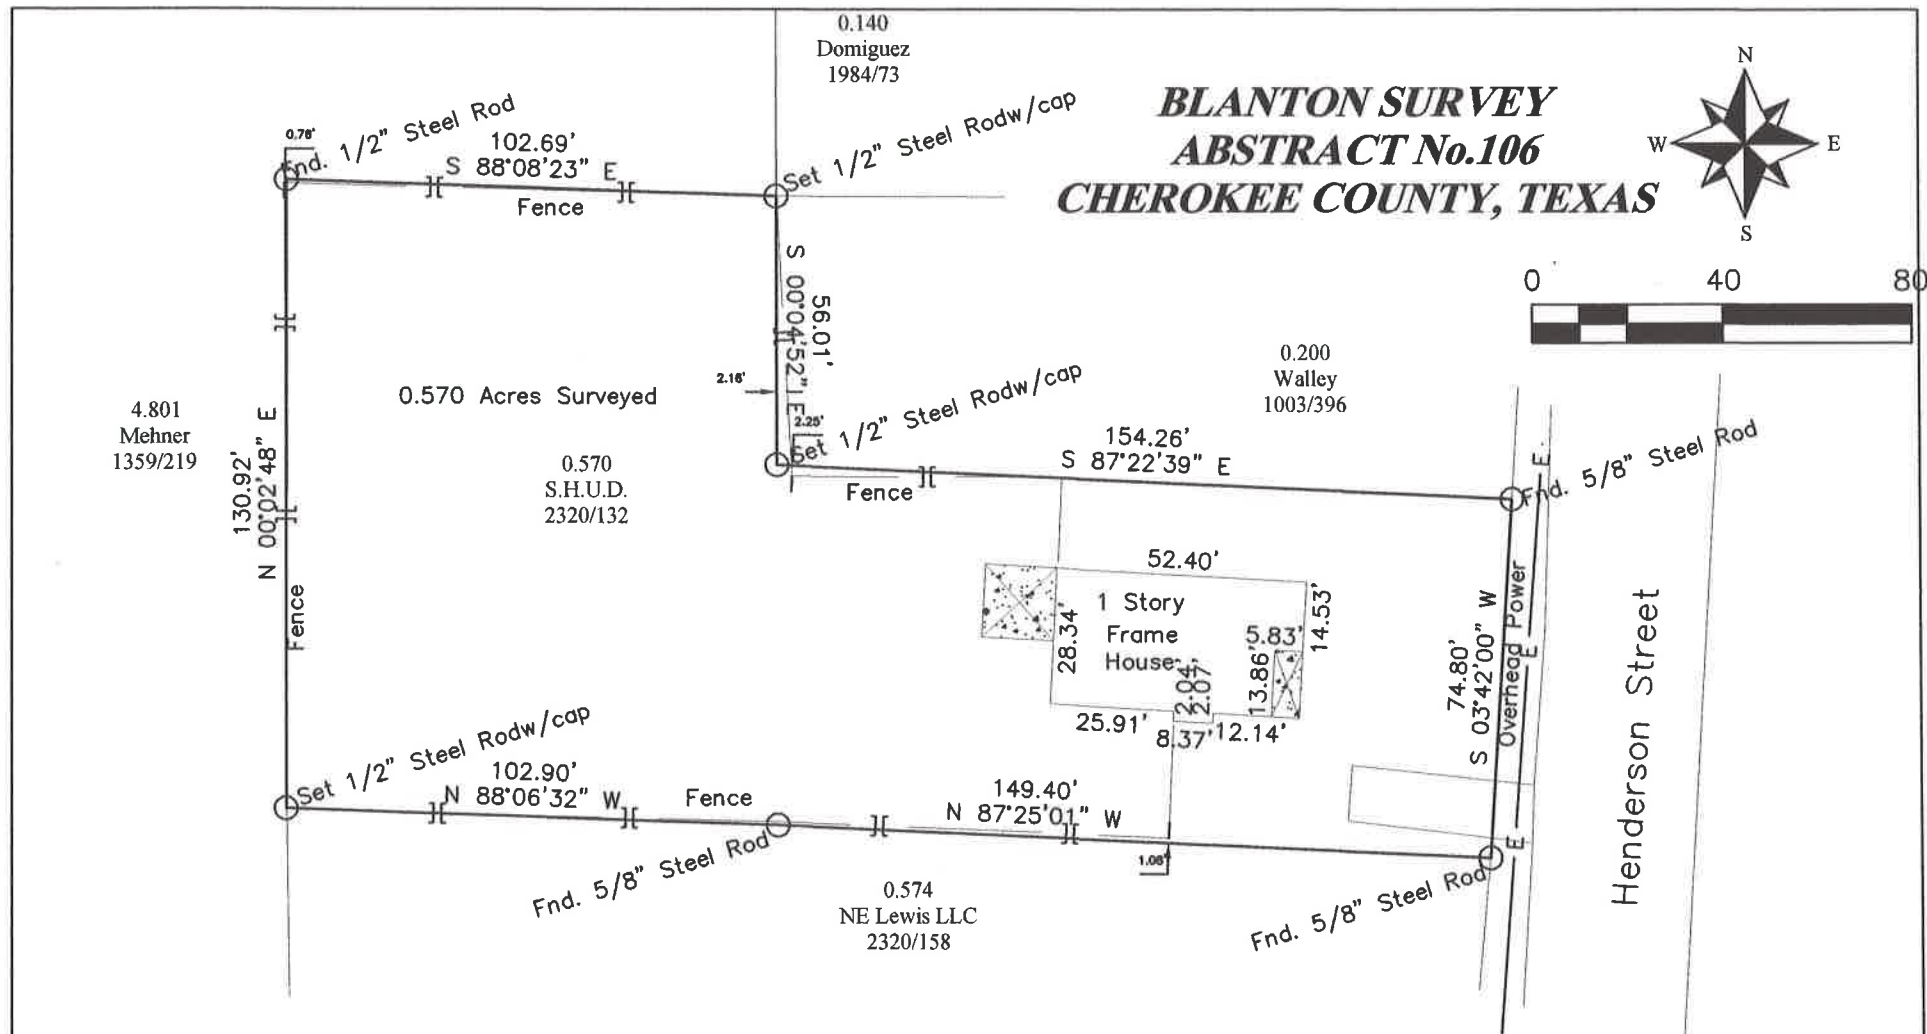 0.140
Domiguez
1984/73
BLANTON SURVEY
ABSTRACT No.106
CHEROKEE COUNTY, TEXAS
N
W
E
S
0 40 80
0.76'
Fnd. 1/2" Steel Rod
102.69'
S 88°08'23" E
Fence
Set 1/2" Steel Rodw/cap
S 00°04'52" E
56.01'
2.16'
2.25'
Set 1/2" Steel Rodw/cap
0.200
Walley
1003/396
0.570 Acres Surveyed
4.801
Mehner
1359/219
130.92'
N 00°02'48" E
Fence
0.570
S.H.U.D.
2320/132
154.26'
S 87°22'39" E
Fence
Fnd. 5/8" Steel Rod
E
52.40'
1 Story
Frame
House
28.34'
14.53'
5.83'
13.86'
2.04'
2.07'
25.91'
8.37'
12.14'
74.80'
S 03°42'00" W
Overhead Power
E
E
Henderson Street
Set 1/2" Steel Rodw/cap
102.90'
N 88°06'32" W
Fence
149.40'
N 87°25'01" W
Fnd. 5/8" Steel Rod
0.574
NE Lewis LLC
2320/158
Fnd. 5/8" Steel Rod